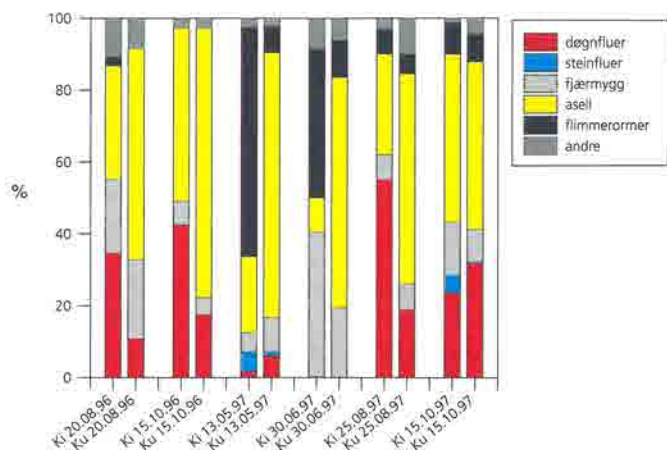 100
80
60
40
20
0
%
Ki 20.08.96
Ku 20.08.96
Ki 15.10.96
Ku 15.10.96
Ki 13.05.97
Ku 13.05.97
Ki 30.06.97
Ku 30.06.97
Ki 25.08.97
Ku 25.08.97
Ki 15.10.97
Ku 15.10.97
døgnfluer
steinfluer
fjærmygg
asell
flimmerormer
andre